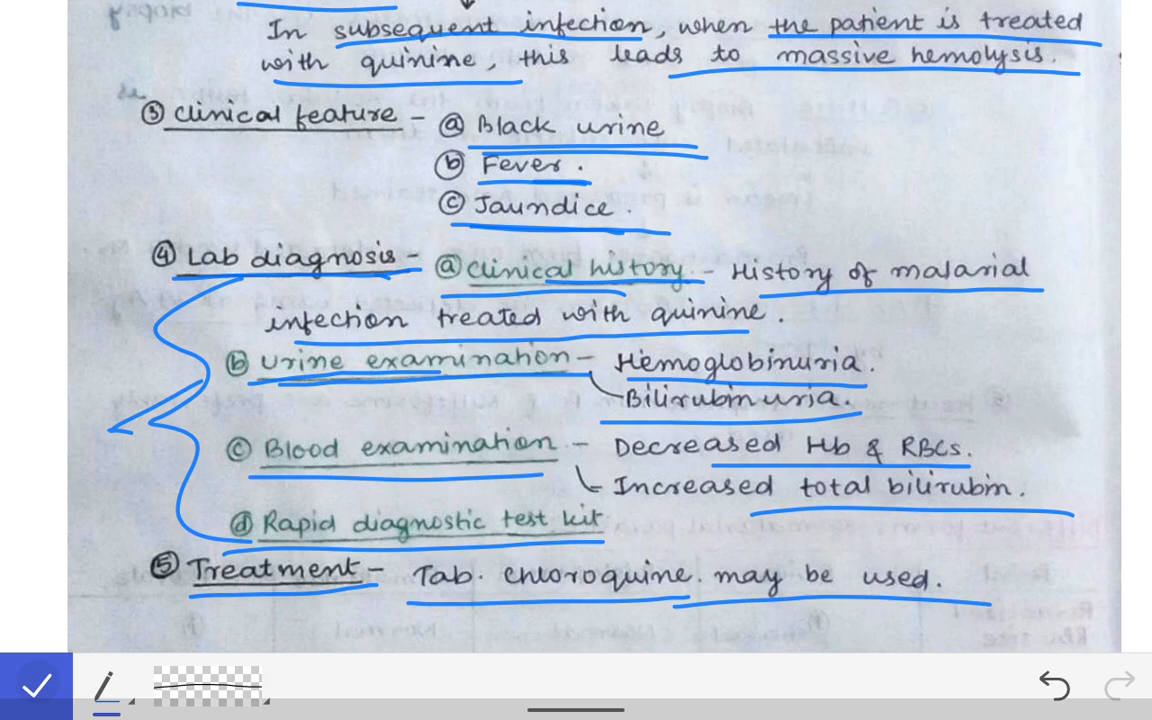 In subsequent infection, when the patient is treated
with quinine, this leads to massive hemolysis.
③ Clinical feature - ⓐ Black urine
ⓑ Fever.
ⓒ Jaundice.
④ Lab diagnosis - ⓐ Clinical history - History of malarial
infection treated with quinine.
ⓑ Urine examination - Hemoglobinuria.
Bilirubinuria.
ⓒ Blood examination - Decreased Hb & RBCs.
Increased total bilirubin.
ⓓ Rapid diagnostic test kit.
⑤ Treatment - Tab. chloroquine may be used.